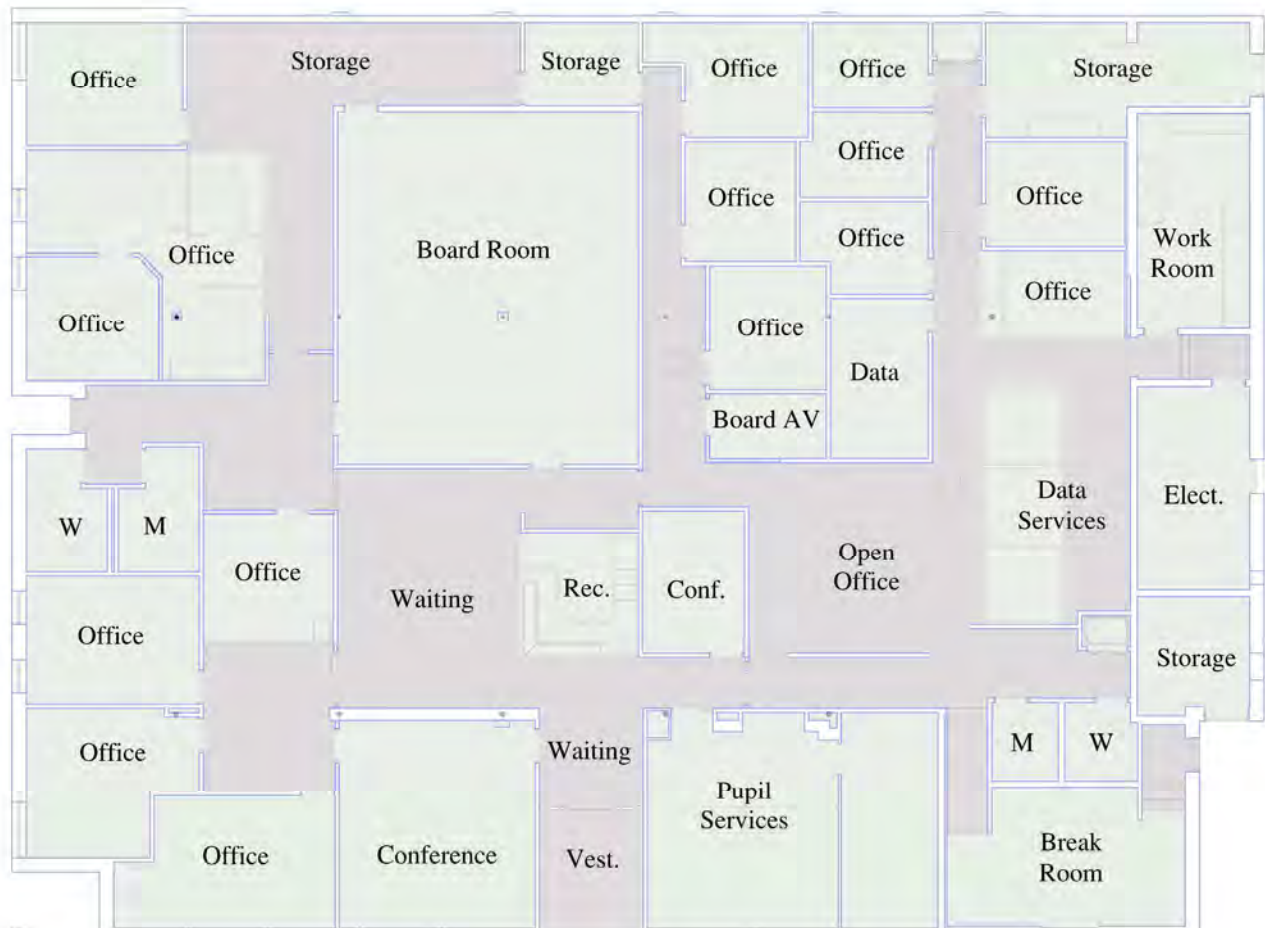 Storage
Storage
Office
Office
Storage
Office
Office
Office
Office
Office
Board Room
Office
Work
Room
Office
Office
Office
Office
Data
Board AV
Data
Services
Elect.
W
M
Open
Office
Office
Rec.
Conf.
Waiting
Office
Storage
Office
Waiting
M
W
Pupil
Services
Office
Conference
Vest.
Break
Room